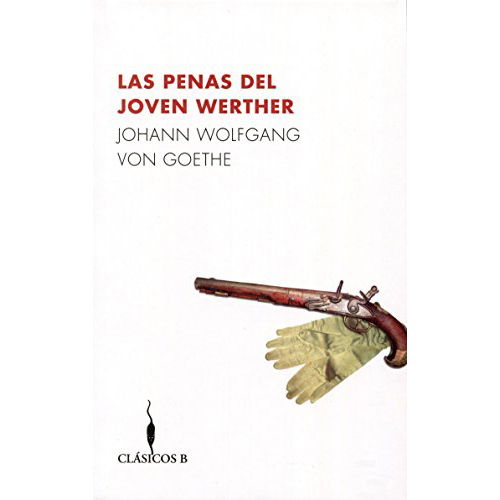 LAS PENAS DEL
JOVEN WERTHER
JOHANN WOLFGANG
VON GOETHE
CLÁSICOS B